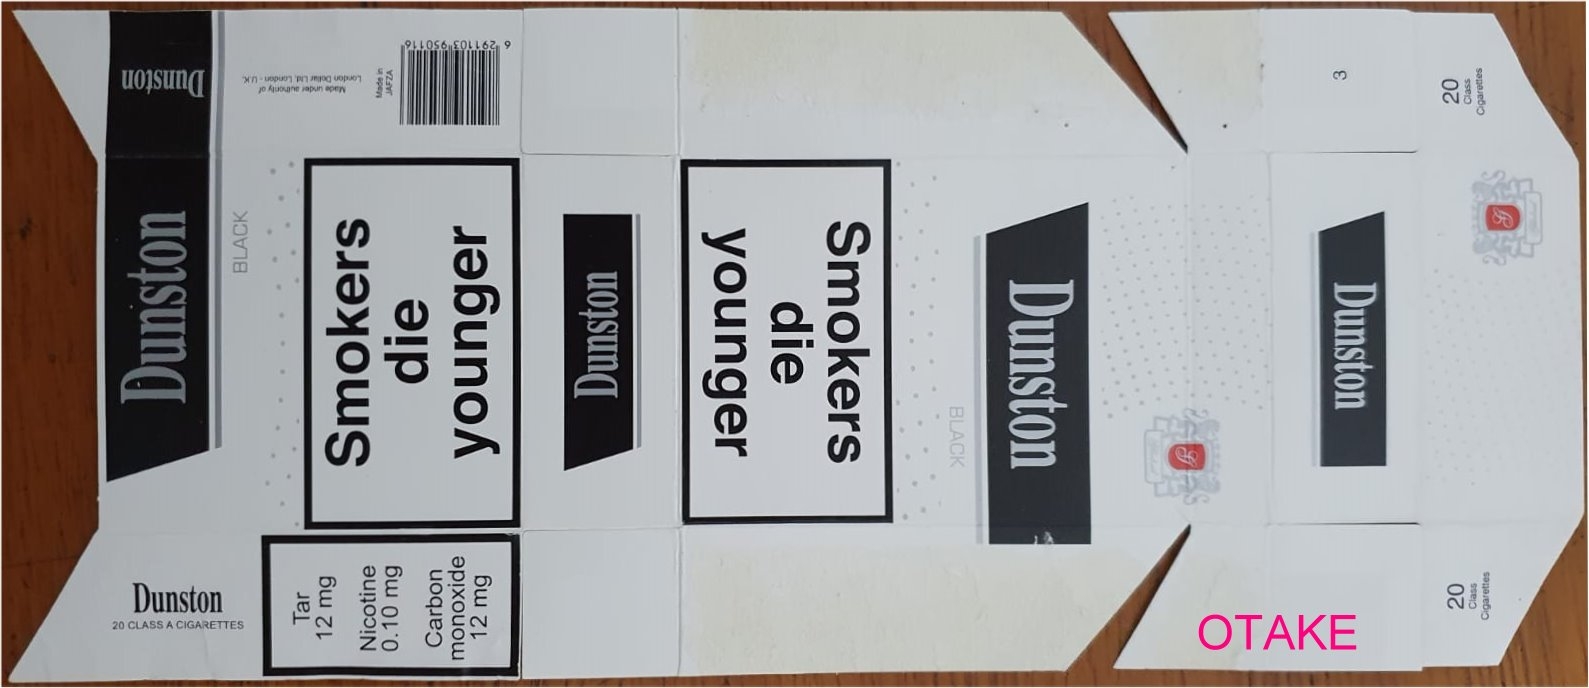 Dunston
Made under authority of
London Dollar Ltd, London - U.K.
Made in
JAFZA
6 291103 950116
Dunston
BLACK
Smokers
die
younger
Dunston
20 CLASS A CIGARETTES
Tar
12 mg
Nicotine
0.10 mg
Carbon
monoxide
12 mg
Dunston
Smokers
die
younger
BLACK
Dunston
3
Dunston
20
Class
Cigarettes
20
Class
Cigarettes
OTAKE